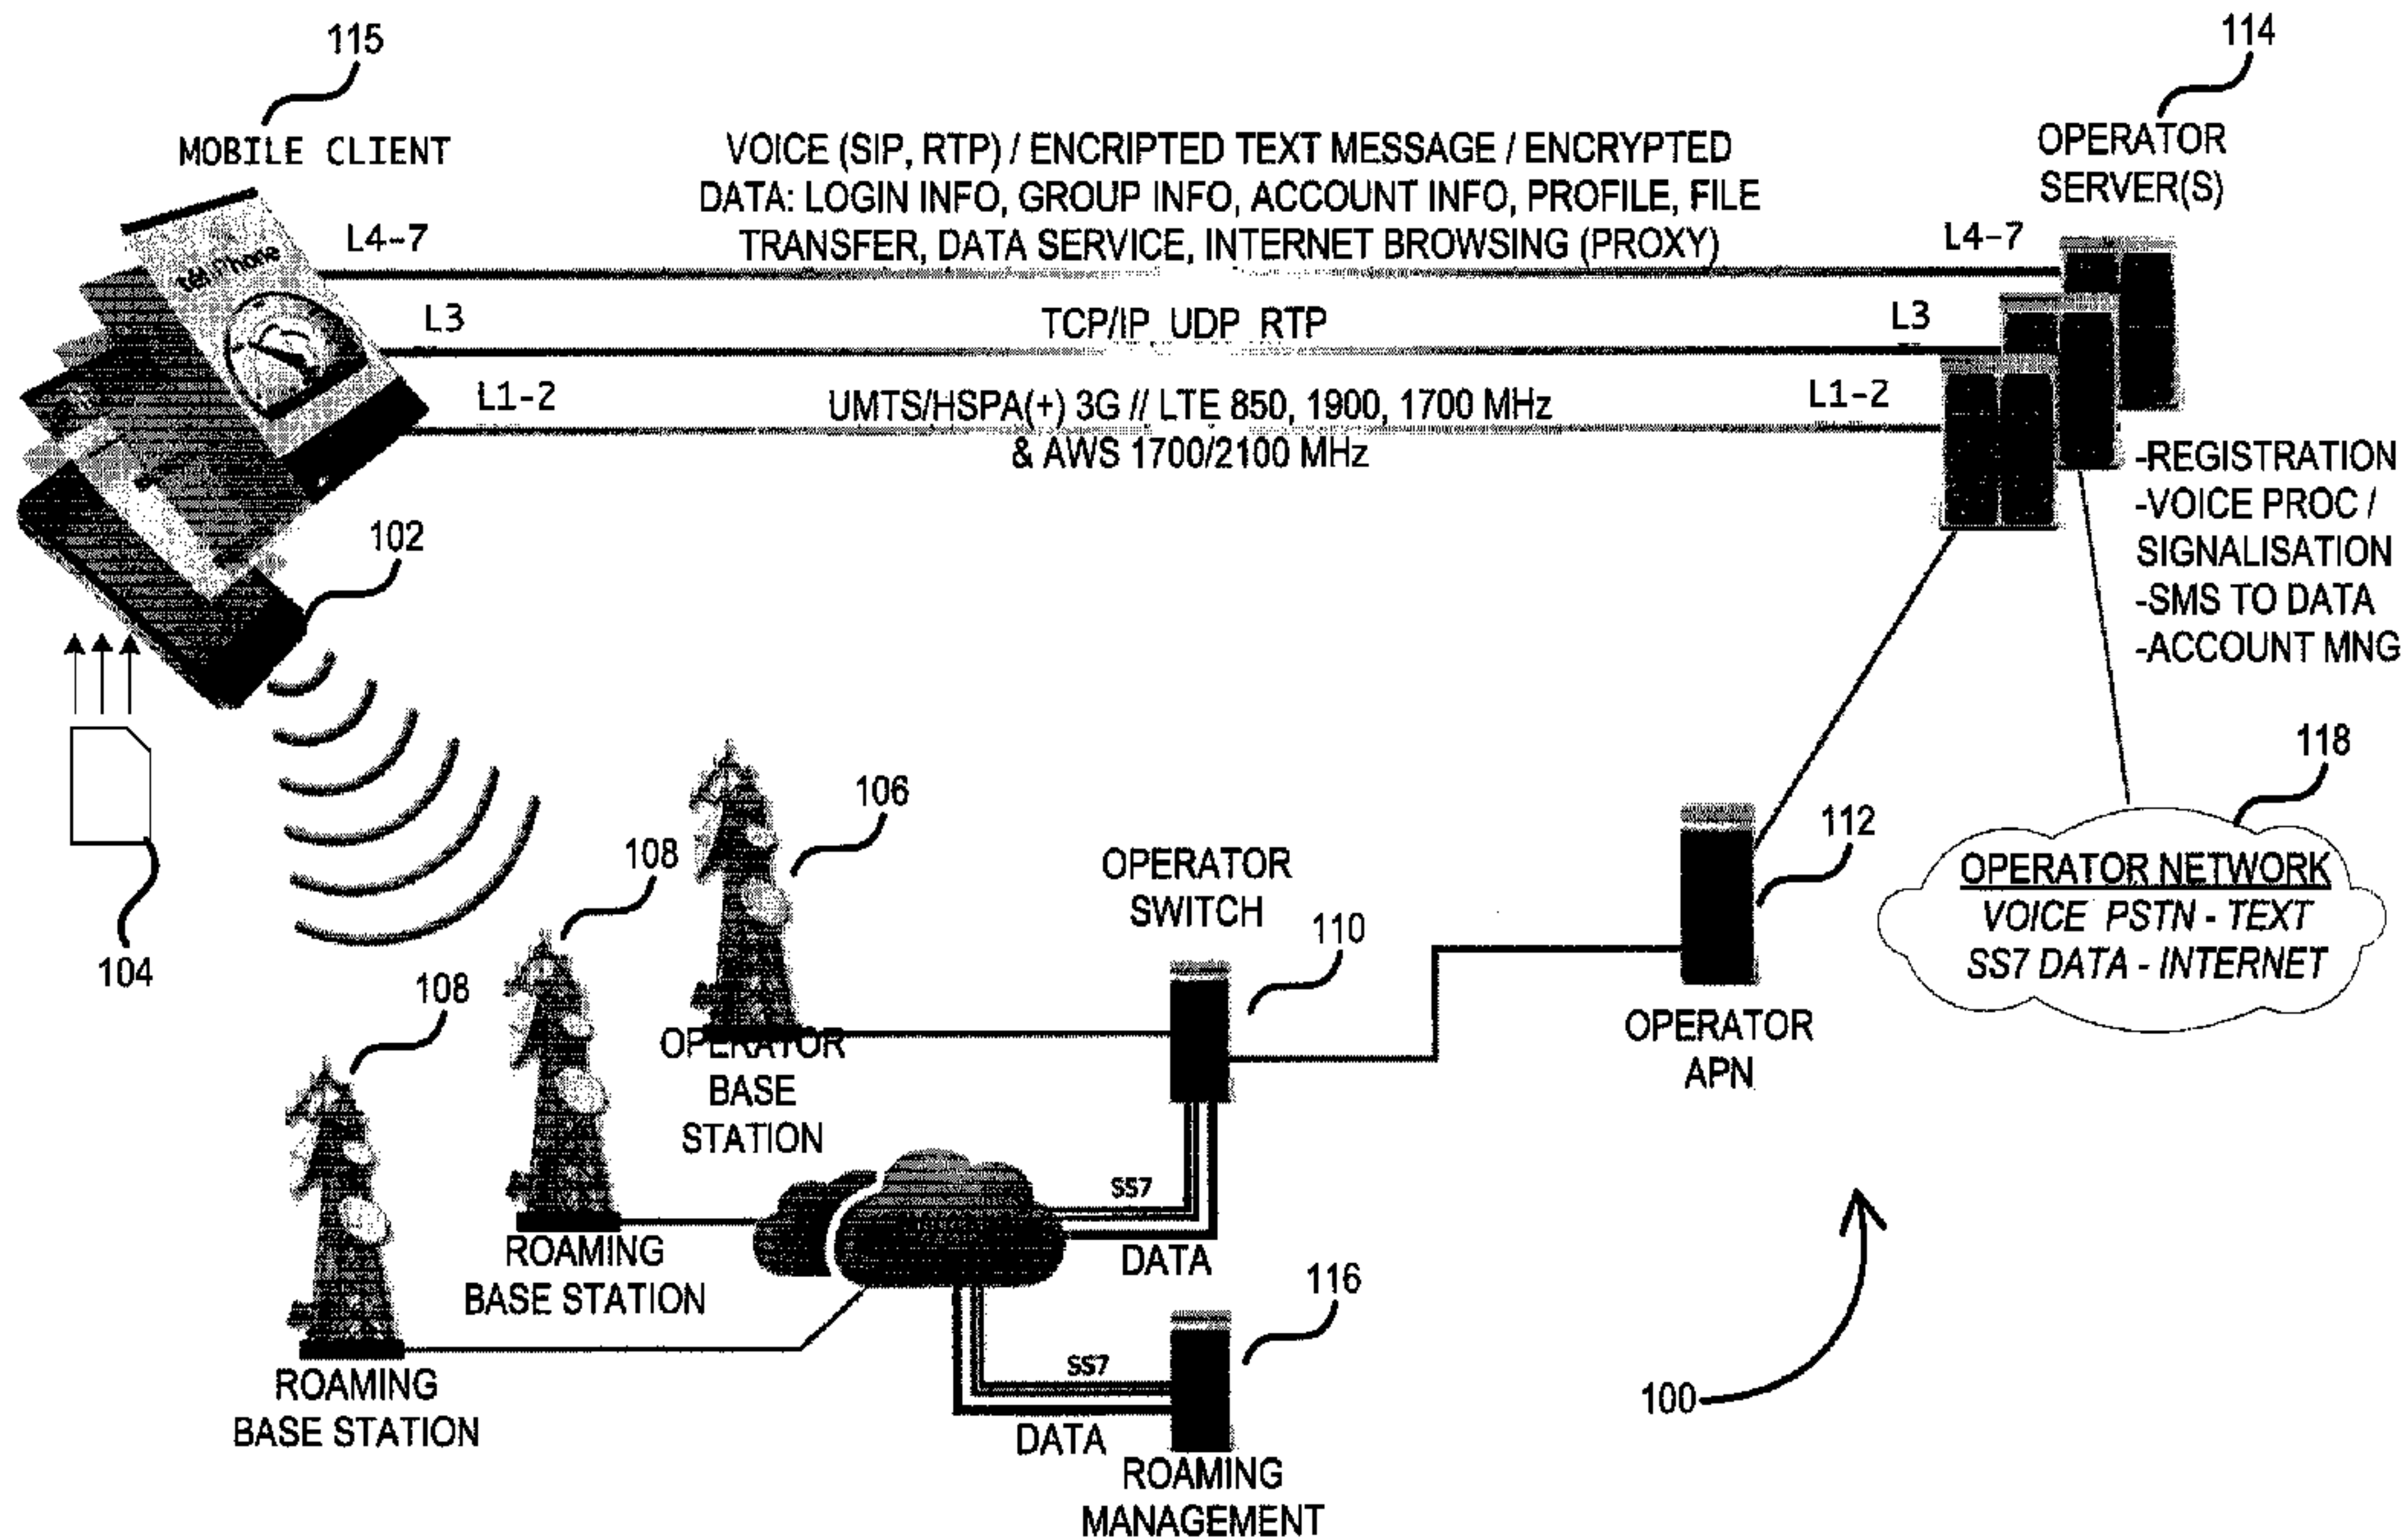 115
MOBILE CLIENT
114
OPERATOR
SERVER(S)
VOICE (SIP, RTP) / ENCRIPTED TEXT MESSAGE / ENCRYPTED
DATA: LOGIN INFO, GROUP INFO, ACCOUNT INFO, PROFILE, FILE
TRANSFER, DATA SERVICE, INTERNET BROWSING (PROXY)
L4-7
L4-7
L3
TCP/IP UDP RTP
L3
L1-2
UMTS/HSPA(+) 3G // LTE 850, 1900, 1700 MHz
& AWS 1700/2100 MHz
L1-2
-REGISTRATION
-VOICE PROC /
SIGNALISATION
-SMS TO DATA
-ACCOUNT MNG
102
104
106
108
108
OPERATOR
BASE
STATION
OPERATOR
SWITCH
110
112
OPERATOR
APN
118
OPERATOR NETWORK
VOICE PSTN - TEXT
SS7 DATA - INTERNET
ROAMING
BASE STATION
ROAMING
BASE STATION
SS7
DATA
116
SS7
DATA
ROAMING
MANAGEMENT
100